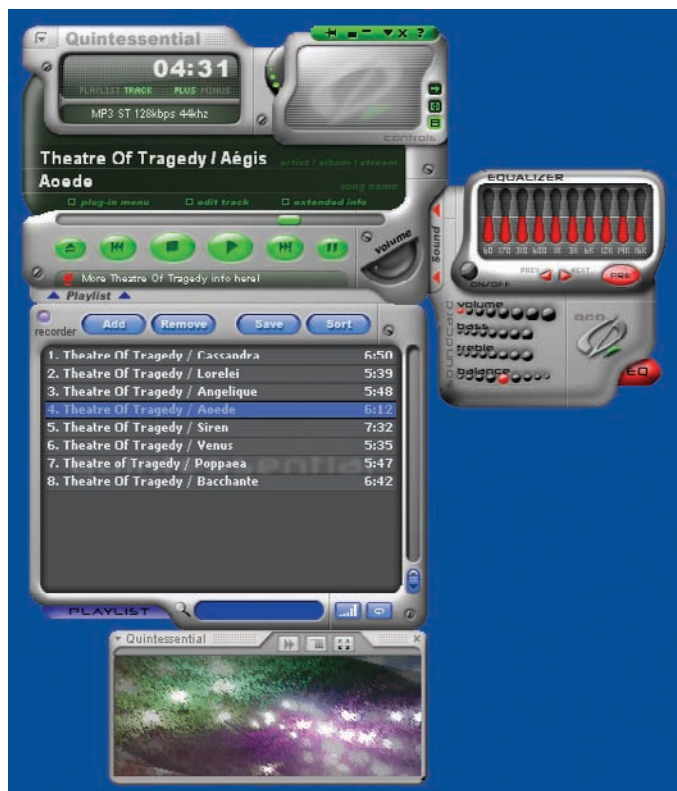 Quintessential
04:31
PLAYLIST TRACK PLUS MINUS
MP3 ST 128kbps 44khz
controls
Theatre Of Tragedy / Aégis
artist / album / stream
Aoede
song name
plug-in menu edit track extended info
volume
More Theatre Of Tragedy info here!
Playlist
recorder Add Remove Save Sort
1. Theatre Of Tragedy / Cassandra 6:50
2. Theatre Of Tragedy / Lorelei 5:39
3. Theatre Of Tragedy / Angelique 5:48
4. Theatre Of Tragedy / Aoede 6:12
5. Theatre Of Tragedy / Siren 7:32
6. Theatre Of Tragedy / Venus 5:35
7. Theatre of Tragedy / Poppaea 5:47
8. Theatre Of Tragedy / Bacchante 6:42
PLAYLIST
Quintessential
Sound
EQUALIZER
60 170 310 600 1K 3K 6K 12K 14K 16K
PREV NEXT
PRE
ON/OFF
soundcard
volume
bass
treble
balance
qcd
EQ